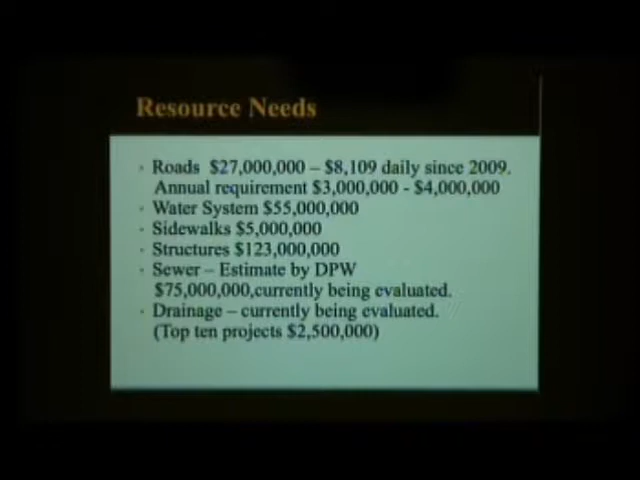 Resource Needs
· Roads $27,000,000 – $8,109 daily since 2009.
Annual requirement $3,000,000 - $4,000,000
· Water System $55,000,000
· Sidewalks $5,000,000
· Structures $123,000,000
· Sewer – Estimate by DPW
$75,000,000,currently being evaluated.
· Drainage – currently being evaluated.
(Top ten projects $2,500,000)